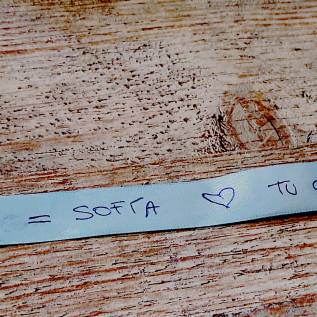 = SOFIA ♡ TU